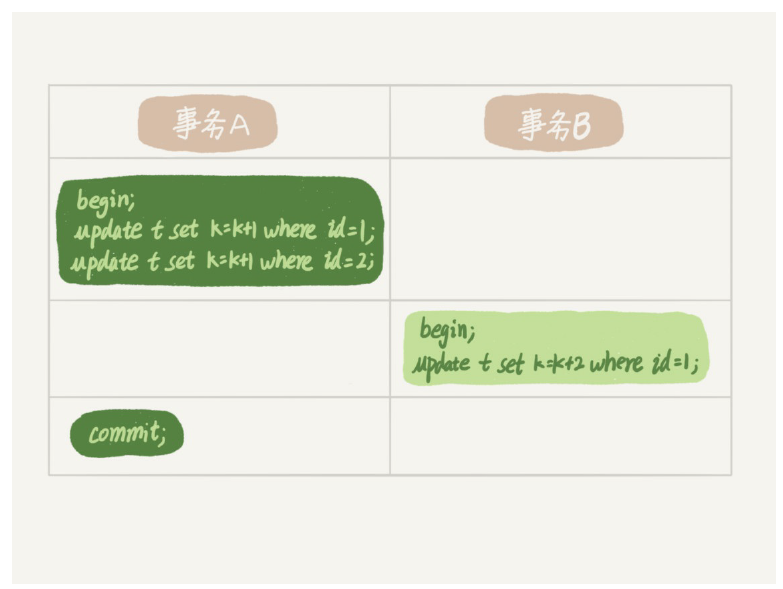 事务A
事务B
begin;
update t set k=k+1 where id=1;
update t set k=k+1 where id=2;
begin;
update t set k=k+2 where id=1;
commit;